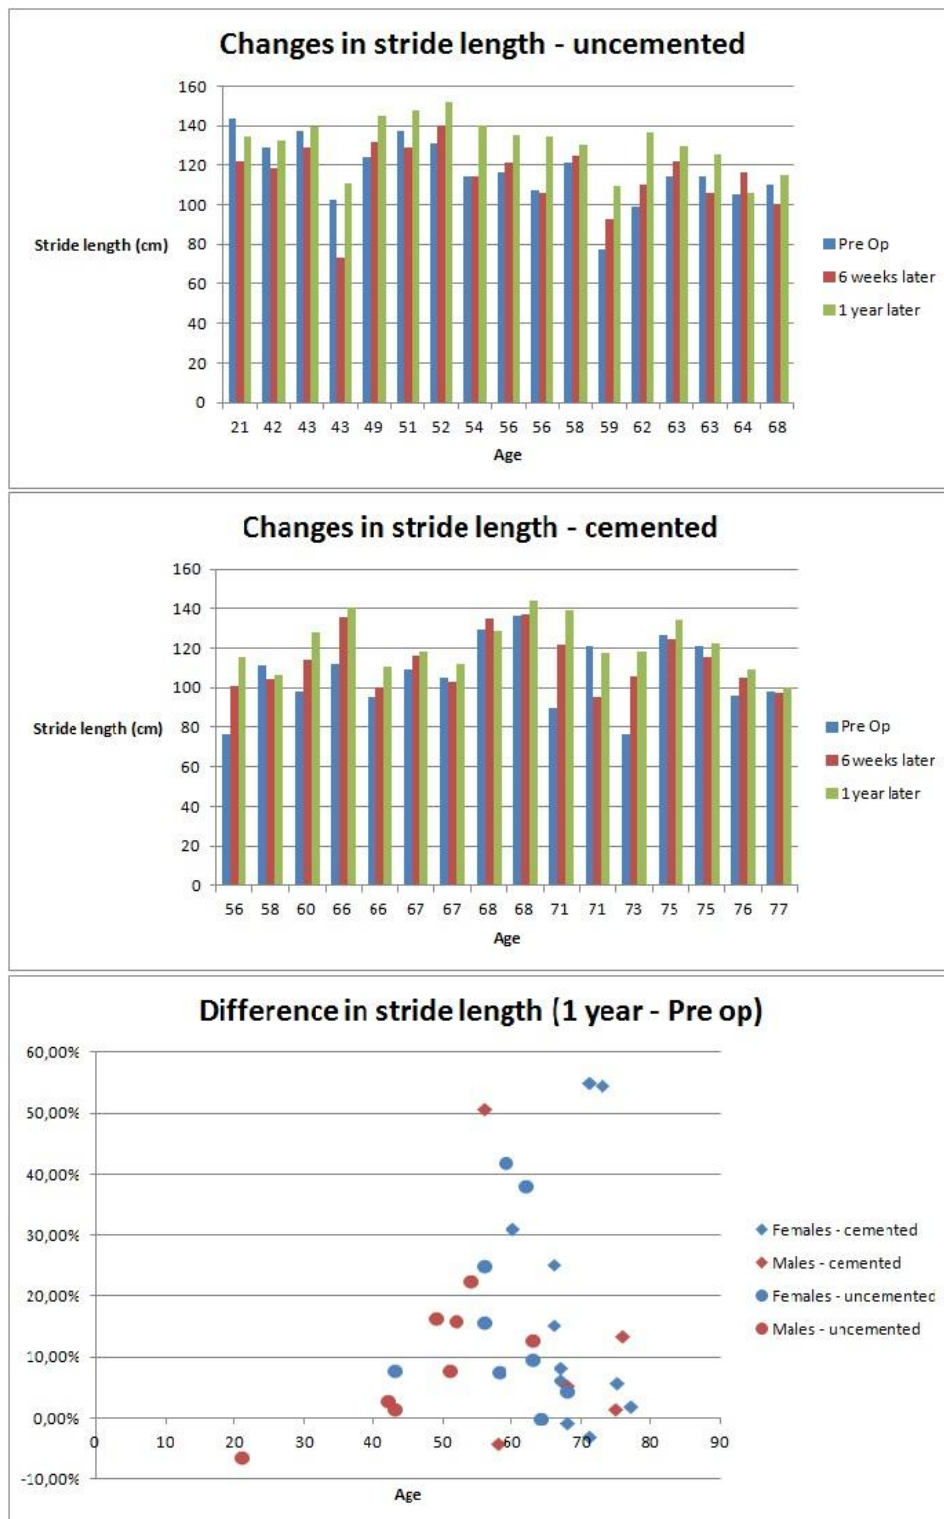 Changes in stride length - uncemented
160
140
120
100
Stride length (cm)
80
60
40
20
0
Pre Op
6 weeks later
1 year later
21 42 43 43 49 51 52 54 56 56 58 59 62 63 63 64 68
Age
Changes in stride length - cemented
160
140
120
100
Stride length (cm)
80
60
40
20
0
Pre Op
6 weeks later
1 year later
56 58 60 66 66 67 67 68 68 71 71 73 75 75 76 77
Age
Difference in stride length (1 year - Pre op)
60,00%
50,00%
40,00%
30,00%
20,00%
10,00%
0,00%
-10,00%
0 10 20 30 40 50 60 70 80 90
Age
Females - cemented
Males - cemented
Females - uncemented
Males - uncemented